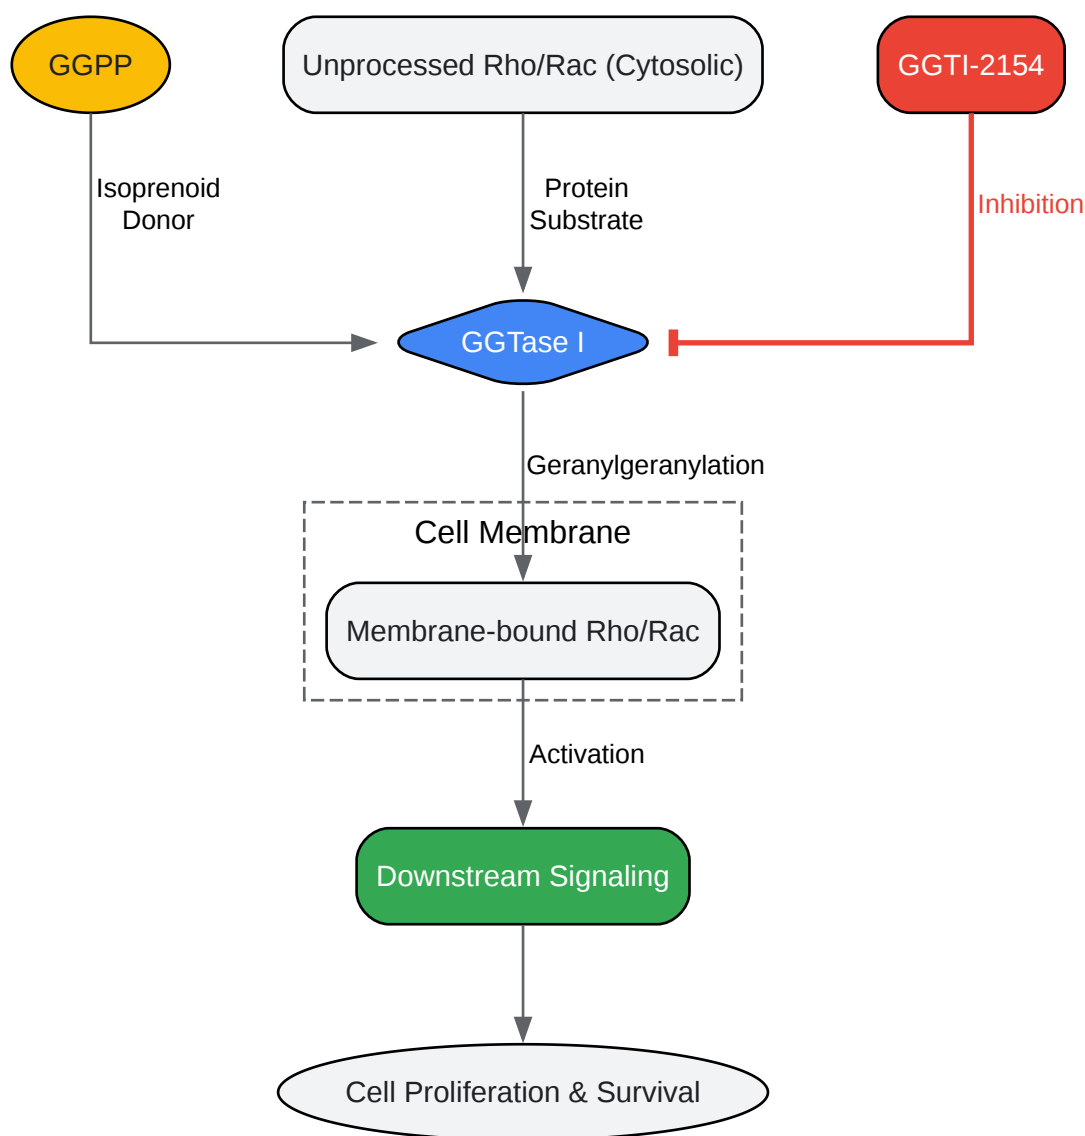 GGPP
Unprocessed Rho/Rac (Cytosolic)
GGTI-2154
Isoprenoid
Donor
Protein
Substrate
Inhibition
GGTase I
Geranylgeranylation
Cell Membrane
Membrane-bound Rho/Rac
Activation
Downstream Signaling
Cell Proliferation & Survival